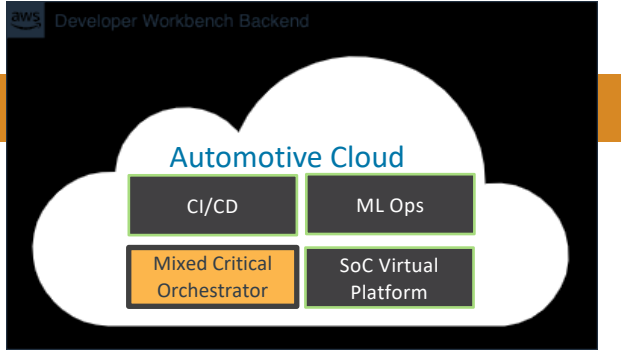 aws
Developer Workbench Backend
Automotive Cloud
CI/CD
ML Ops
Mixed Critical
Orchestrator
SoC Virtual
Platform